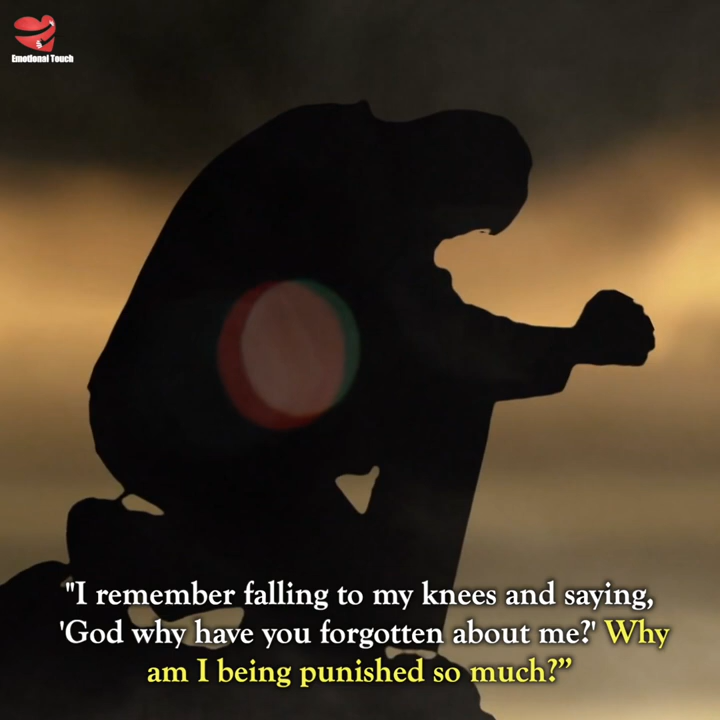 Emotional Touch
"I remember falling to my knees and saying,
'God why have you forgotten about me?' Why
am I being punished so much?”